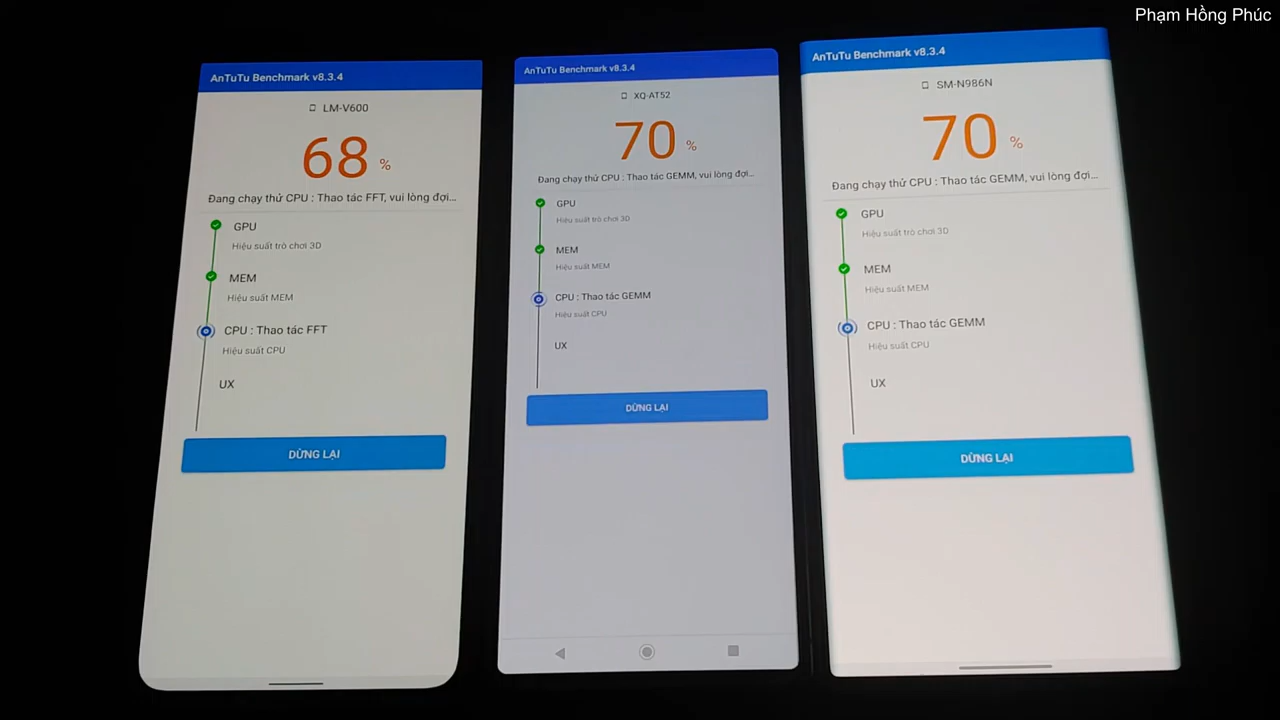 Phạm Hồng Phúc
AnTuTu Benchmark v8.3.4
LM-V600
68 %
Đang chạy thử CPU : Thao tác FFT, vui lòng đợi...
GPU
Hiệu suất trò chơi 3D
MEM
Hiệu suất MEM
CPU : Thao tác FFT
Hiệu suất CPU
UX
DỪNG LẠI
AnTuTu Benchmark v8.3.4
XQ-AT52
70 %
Đang chạy thử CPU : Thao tác GEMM, vui lòng đợi...
GPU
Hiệu suất trò chơi 3D
MEM
Hiệu suất MEM
CPU : Thao tác GEMM
Hiệu suất CPU
UX
DỪNG LẠI
AnTuTu Benchmark v8.3.4
SM-N986N
70 %
Đang chạy thử CPU : Thao tác GEMM, vui lòng đợi...
GPU
Hiệu suất trò chơi 3D
MEM
Hiệu suất MEM
CPU : Thao tác GEMM
Hiệu suất CPU
UX
DỪNG LẠI